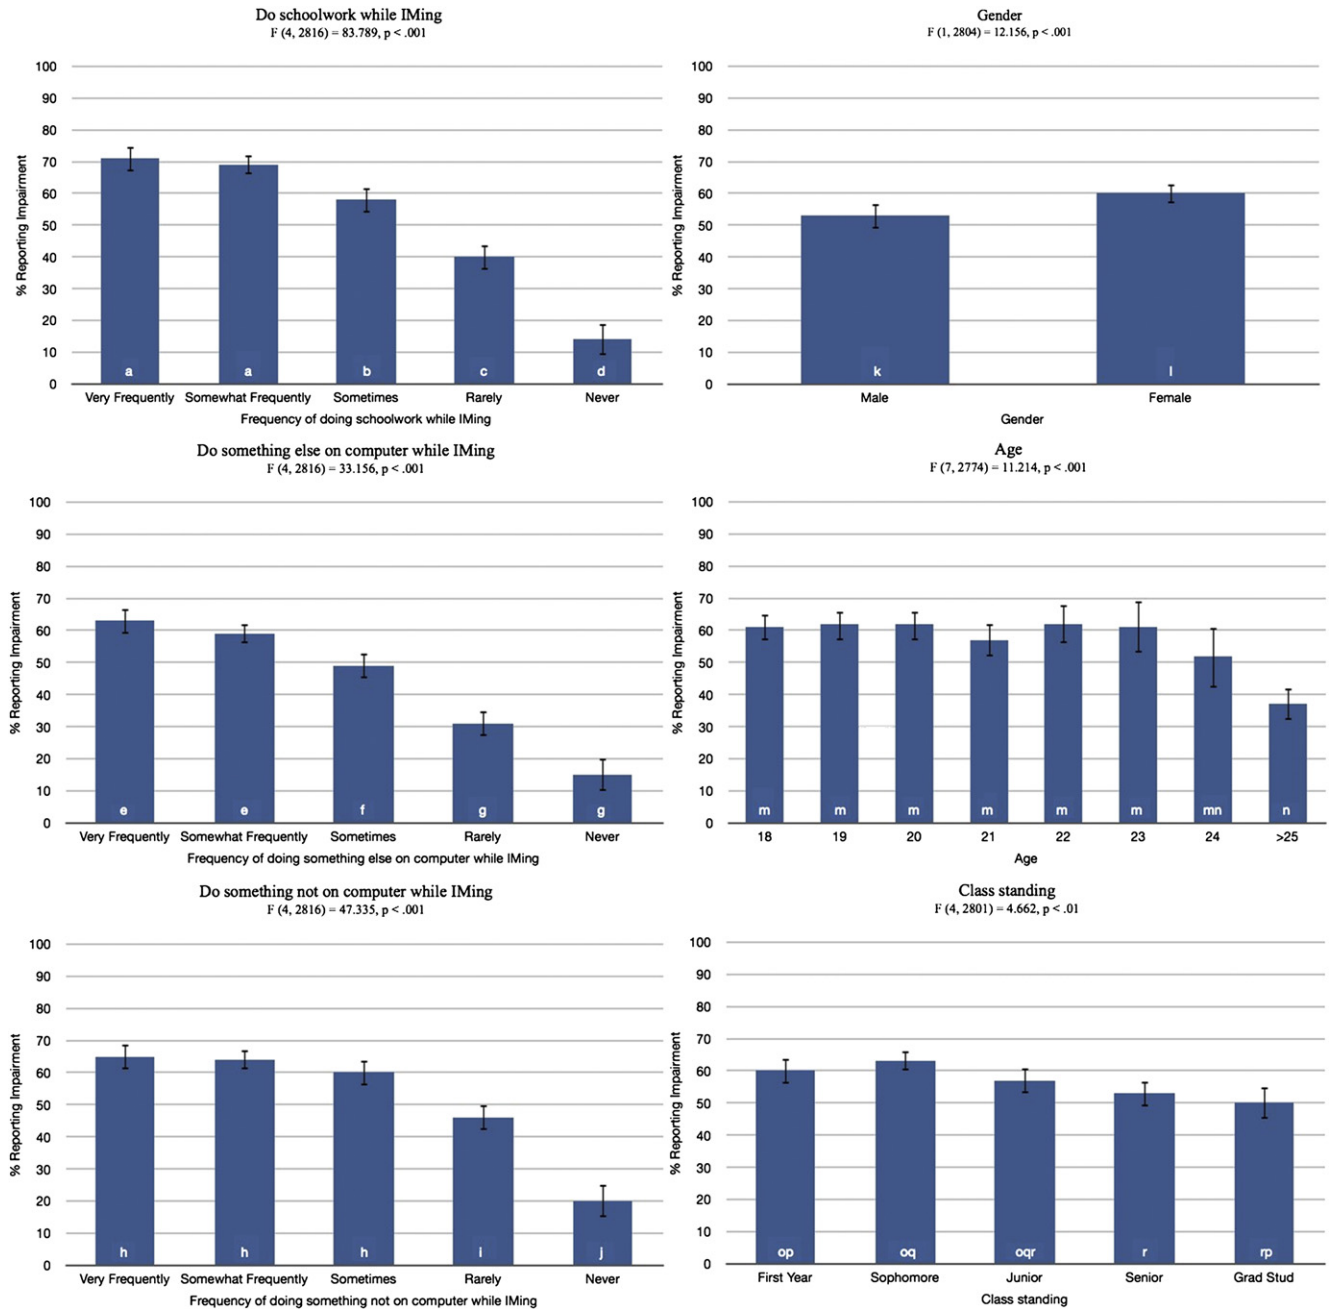 Do schoolwork while IMing
F (4, 2816) = 83.789, p < .001
100
90
80
70
60
50
40
30
20
10
0
% Reporting Impairment
a
a
b
c
d
Very Frequently Somewhat Frequently Sometimes Rarely Never
Frequency of doing schoolwork while IMing
Gender
F (1, 2804) = 12.156, p < .001
100
90
80
70
60
50
40
30
20
10
0
% Reporting Impairment
k
l
Male Female
Gender
Do something else on computer while IMing
F (4, 2816) = 33.156, p < .001
100
90
80
70
60
50
40
30
20
10
0
% Reporting Impairment
e
e
f
g
g
Very Frequently Somewhat Frequently Sometimes Rarely Never
Frequency of doing something else on computer while IMing
Age
F (7, 2774) = 11.214, p < .001
100
90
80
70
60
50
40
30
20
10
0
% Reporting Impairment
m
m
m
m
m
m
mn
n
18 19 20 21 22 23 24 >25
Age
Do something not on computer while IMing
F (4, 2816) = 47.335, p < .001
100
90
80
70
60
50
40
30
20
10
0
% Reporting Impairment
h
h
h
i
j
Very Frequently Somewhat Frequently Sometimes Rarely Never
Frequency of doing something not on computer while IMing
Class standing
F (4, 2801) = 4.662, p < .01
100
90
80
70
60
50
40
30
20
10
0
% Reporting Impairment
op
oq
oqr
r
rp
First Year Sophomore Junior Senior Grad Stud
Class standing